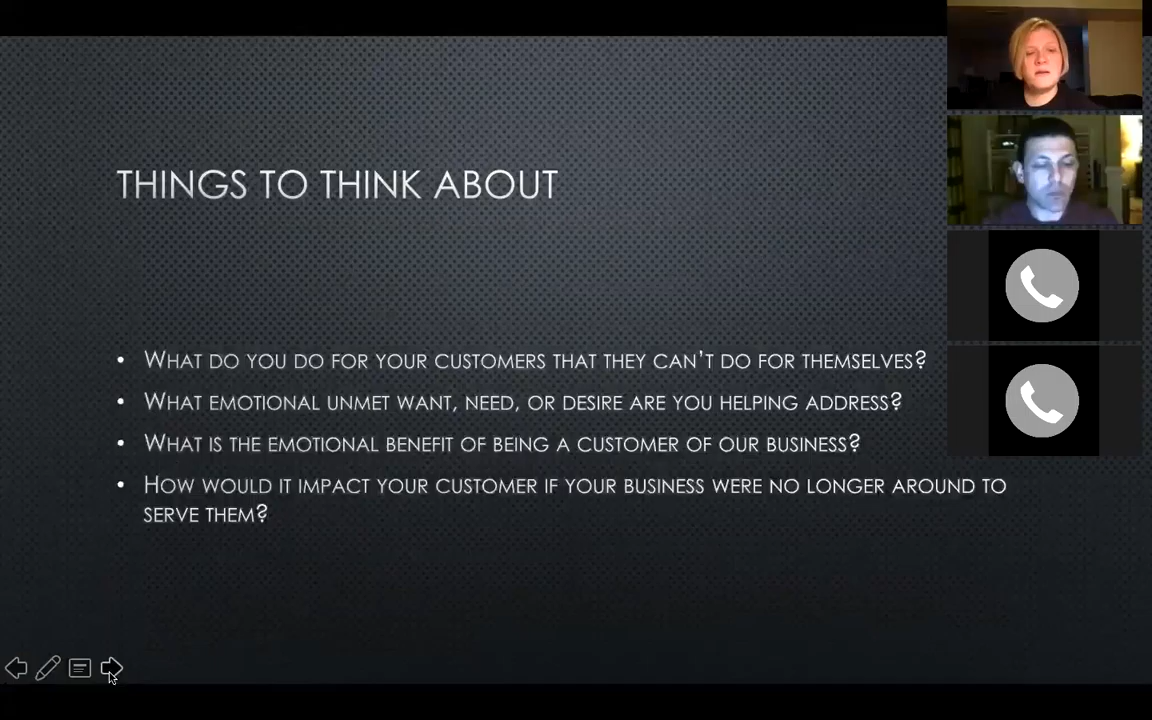 THINGS TO THINK ABOUT
• WHAT DO YOU DO FOR YOUR CUSTOMERS THAT THEY CAN'T DO FOR THEMSELVES?
• WHAT EMOTIONAL UNMET WANT, NEED, OR DESIRE ARE YOU HELPING ADDRESS?
• WHAT IS THE EMOTIONAL BENEFIT OF BEING A CUSTOMER OF OUR BUSINESS?
• HOW WOULD IT IMPACT YOUR CUSTOMER IF YOUR BUSINESS WERE NO LONGER AROUND TO
SERVE THEM?